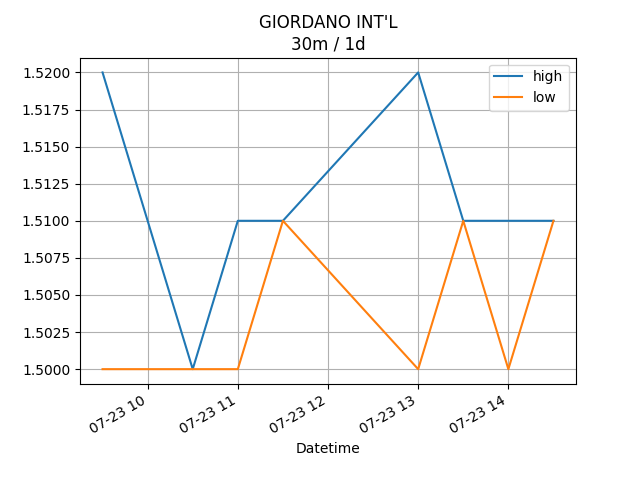 GIORDANO INT'L
30m / 1d
1.5200
1.5175
1.5150
1.5125
1.5100
1.5075
1.5050
1.5025
1.5000
high
low
07-23 10
07-23 11
07-23 12
07-23 13
07-23 14
Datetime